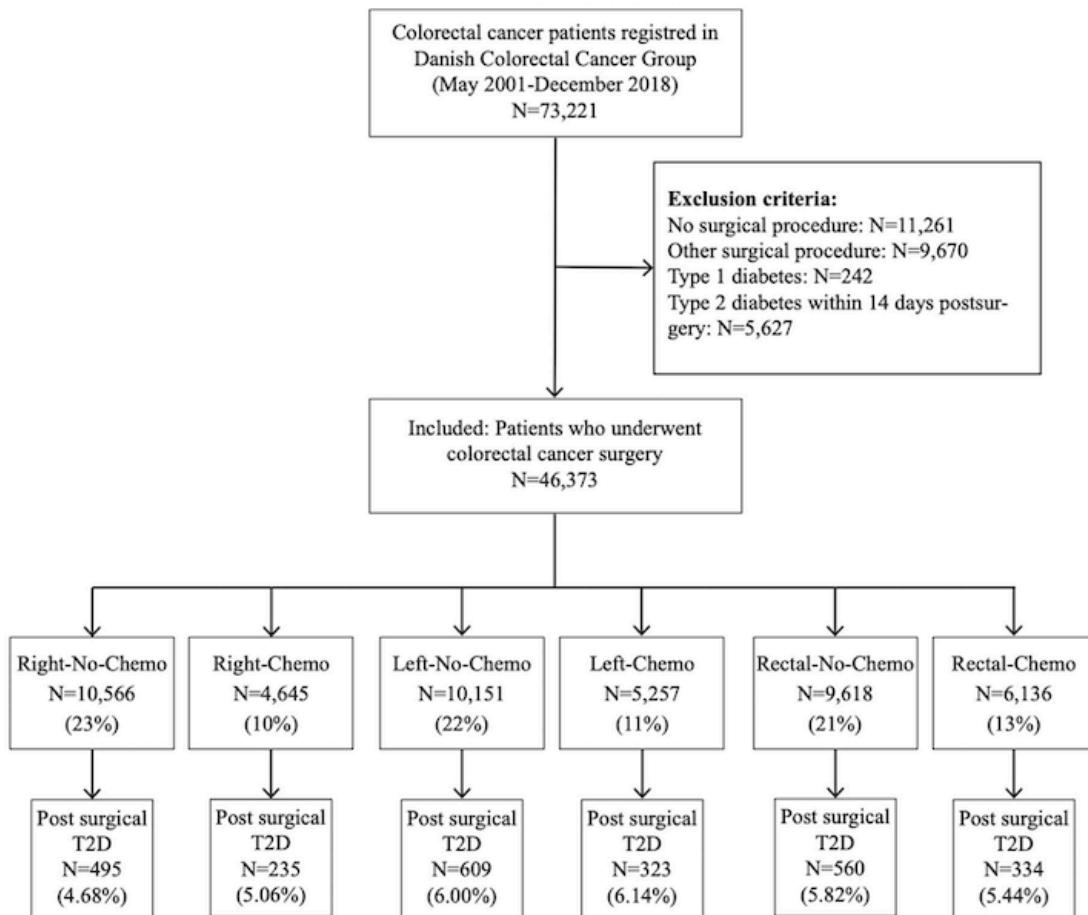 Colorectal cancer patients registred in
Danish Colorectal Cancer Group
(May 2001-December 2018)
N=73,221
Exclusion criteria:
No surgical procedure: N=11,261
Other surgical procedure: N=9,670
Type 1 diabetes: N=242
Type 2 diabetes within 14 days postsur-
gery: N=5,627
Included: Patients who underwent
colorectal cancer surgery
N=46,373
Right-No-Chemo
N=10,566
(23%)
Right-Chemo
N=4,645
(10%)
Left-No-Chemo
N=10,151
(22%)
Left-Chemo
N=5,257
(11%)
Rectal-No-Chemo
N=9,618
(21%)
Rectal-Chemo
N=6,136
(13%)
Post surgical
T2D
N=495
(4.68%)
Post surgical
T2D
N=235
(5.06%)
Post surgical
T2D
N=609
(6.00%)
Post surgical
T2D
N=323
(6.14%)
Post surgical
T2D
N=560
(5.82%)
Post surgical
T2D
N=334
(5.44%)